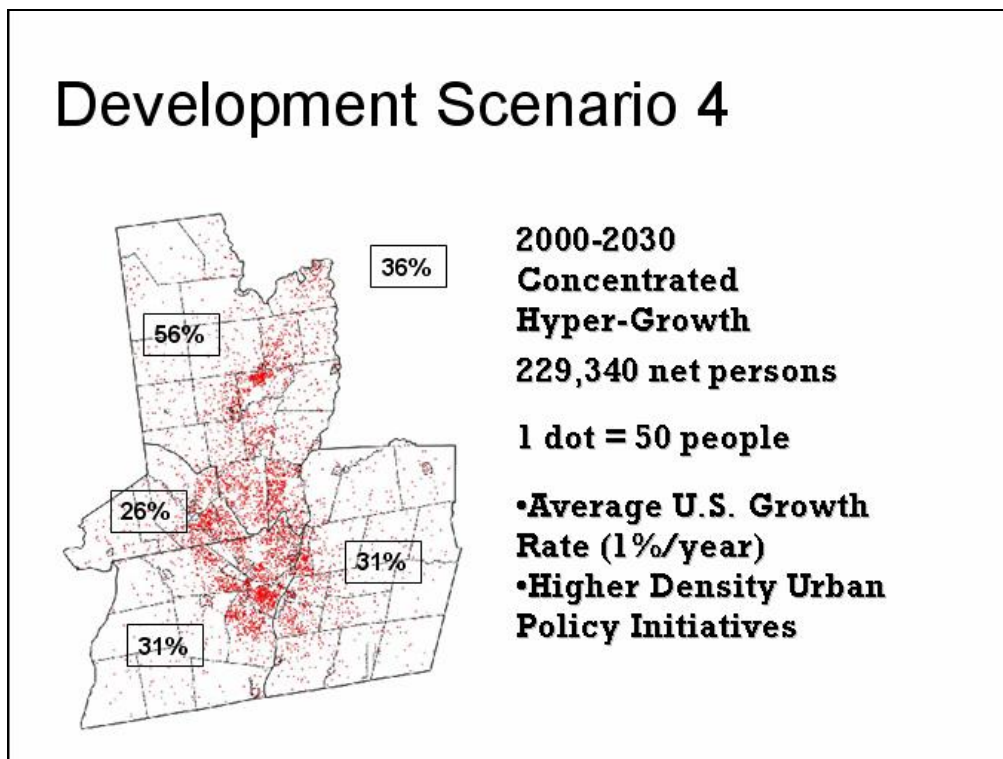 Development Scenario 4
36%
56%
26%
31%
31%
2000-2030
Concentrated
Hyper-Growth
229,340 net persons
1 dot = 50 people
•Average U.S. Growth
Rate (1%/year)
•Higher Density Urban
Policy Initiatives